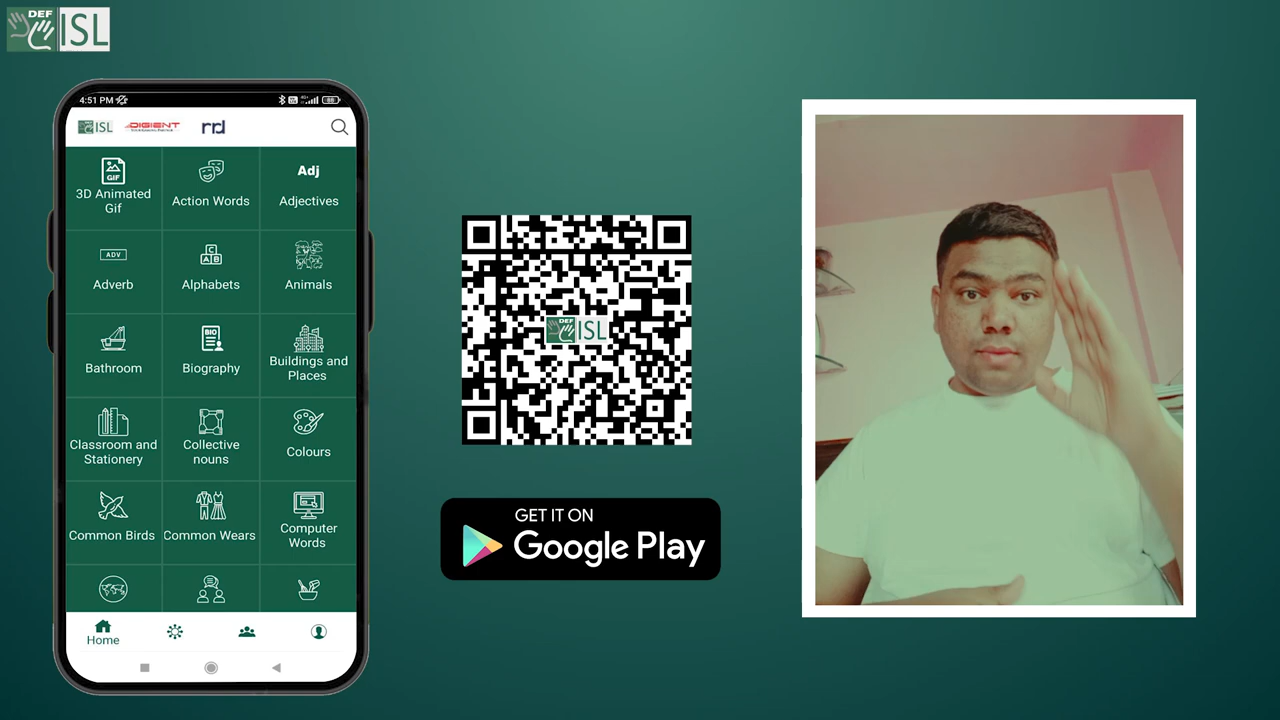 DEF
ISL
4:51 PM
ISL
DIGIENT
rrd
GIF
3D Animated
Gif
Action Words
Adj
Adjectives
ADV
Adverb
C
A B
Alphabets
Animals
Bathroom
BIO
Biography
Buildings and
Places
Classroom and
Stationery
Collective
nouns
Colours
Common Birds
Common Wears
Computer
Words
Home
DEF
ISL
GET IT ON
Google Play